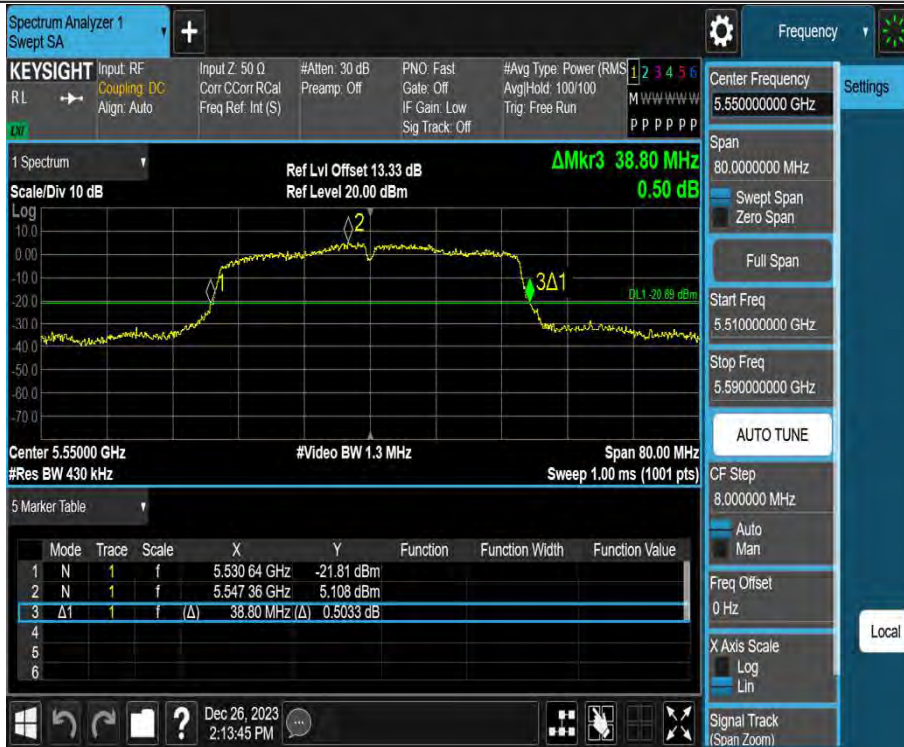 Spectrum Analyzer 1
Swept SA
+
Frequency
KEYSIGHT Input: RF Input Z: 50 Ω #Atten: 30 dB PNO: Fast #Avg Type: Power (RMS 1 2 3 4 5 6
RL Coupling: DC Corr CCorr RCal Preamp: Off Gate: Off Avg|Hold: 100/100 M W W W W W
Align: Auto Freq Ref: Int (S) IF Gain: Low Trig: Free Run
LXI Sig Track: Off P P P P P P
1 Spectrum
Scale/Div 10 dB
Ref Lvl Offset 13.33 dB
Ref Level 20.00 dBm
ΔMkr3 38.80 MHz
0.50 dB
Log
10.0
0.00
-10.0
-20.0
-30.0
-40.0
-50.0
-60.0
-70.0
1
2
3Δ1
DL1 -20.89 dBm
Center 5.55000 GHz #Video BW 1.3 MHz Span 80.00 MHz
#Res BW 430 kHz Sweep 1.00 ms (1001 pts)
5 Marker Table
Mode Trace Scale X Y Function Function Width Function Value
1 N 1 f 5.530 64 GHz -21.81 dBm
2 N 1 f 5.547 36 GHz 5.108 dBm
3 Δ1 1 f (Δ) 38.80 MHz (Δ) 0.5033 dB
4
5
6
?
Dec 26, 2023
2:13:45 PM
Center Frequency
5.550000000 GHz
Span
80.0000000 MHz
Swept Span
Zero Span
Full Span
Start Freq
5.510000000 GHz
Stop Freq
5.590000000 GHz
AUTO TUNE
CF Step
8.000000 MHz
Auto
Man
Freq Offset
0 Hz
X Axis Scale
Log
Lin
Signal Track
(Span Zoom)
Settings
Local